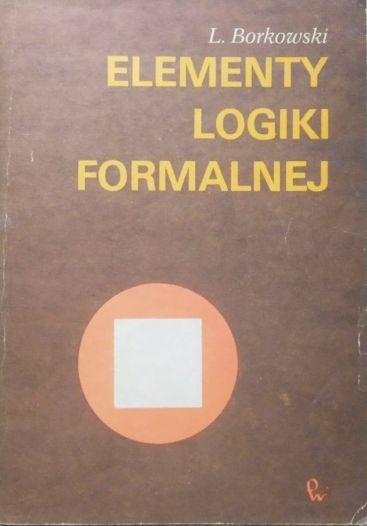 L. Borkowski
ELEMENTY
LOGIKI
FORMALNEJ